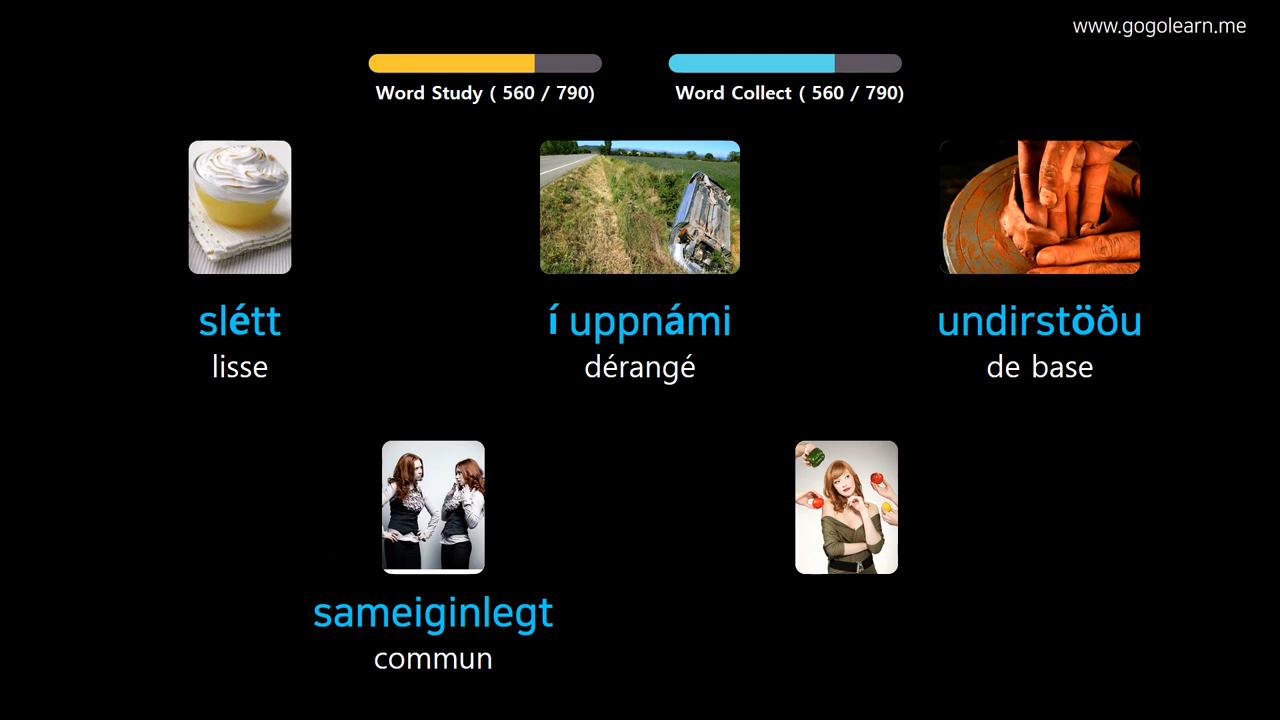 www.gogolearn.me
Word Study ( 560 / 790)
Word Collect ( 560 / 790)
slétt
lisse
í uppnámi
dérangé
undirstöðu
de base
sameiginlegt
commun